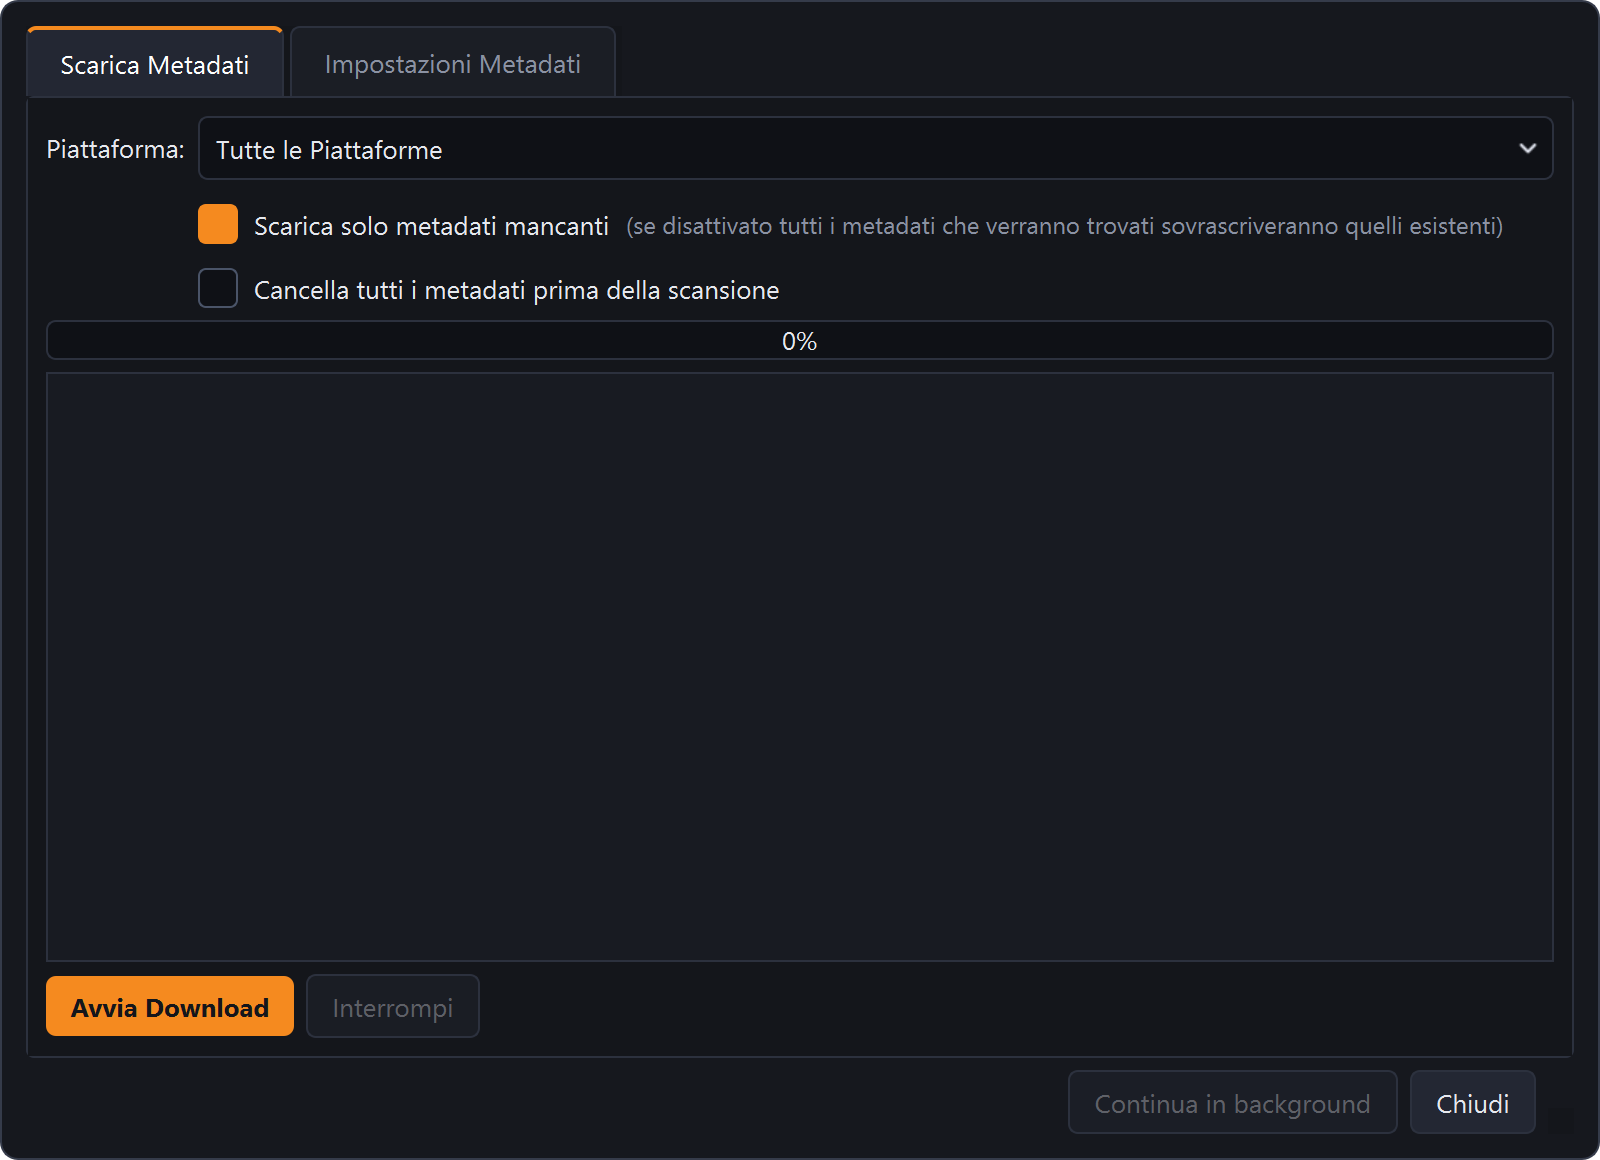 Scarica Metadati
Impostazioni Metadati
Piattaforma: Tutte le Piattaforme
Scarica solo metadati mancanti (se disattivato tutti i metadati che verranno trovati sovrascriveranno quelli esistenti)
Cancella tutti i metadati prima della scansione
0%
Avvia Download
Interrompi
Continua in background
Chiudi